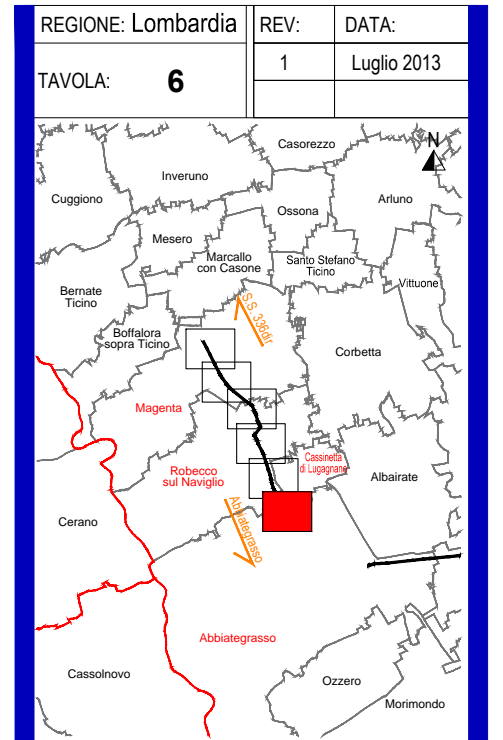 REGIONE: Lombardia
REV:
DATA:
TAVOLA: 6
1
Luglio 2013
N
Casorezzo
Inveruno
Cuggiono
Ossona
Arluno
Mesero
Marcallo
con Casone
Santo Stefano
Ticino
Vittuone
Bernate
Ticino
S.S. 336dir
Boffalora
sopra Ticino
Corbetta
Magenta
Cassinetta
di Lugagnano
Robecco
sul Naviglio
Albairate
Abbiategrasso
Cerano
Abbiategrasso
Cassolnovo
Ozzero
Morimondo